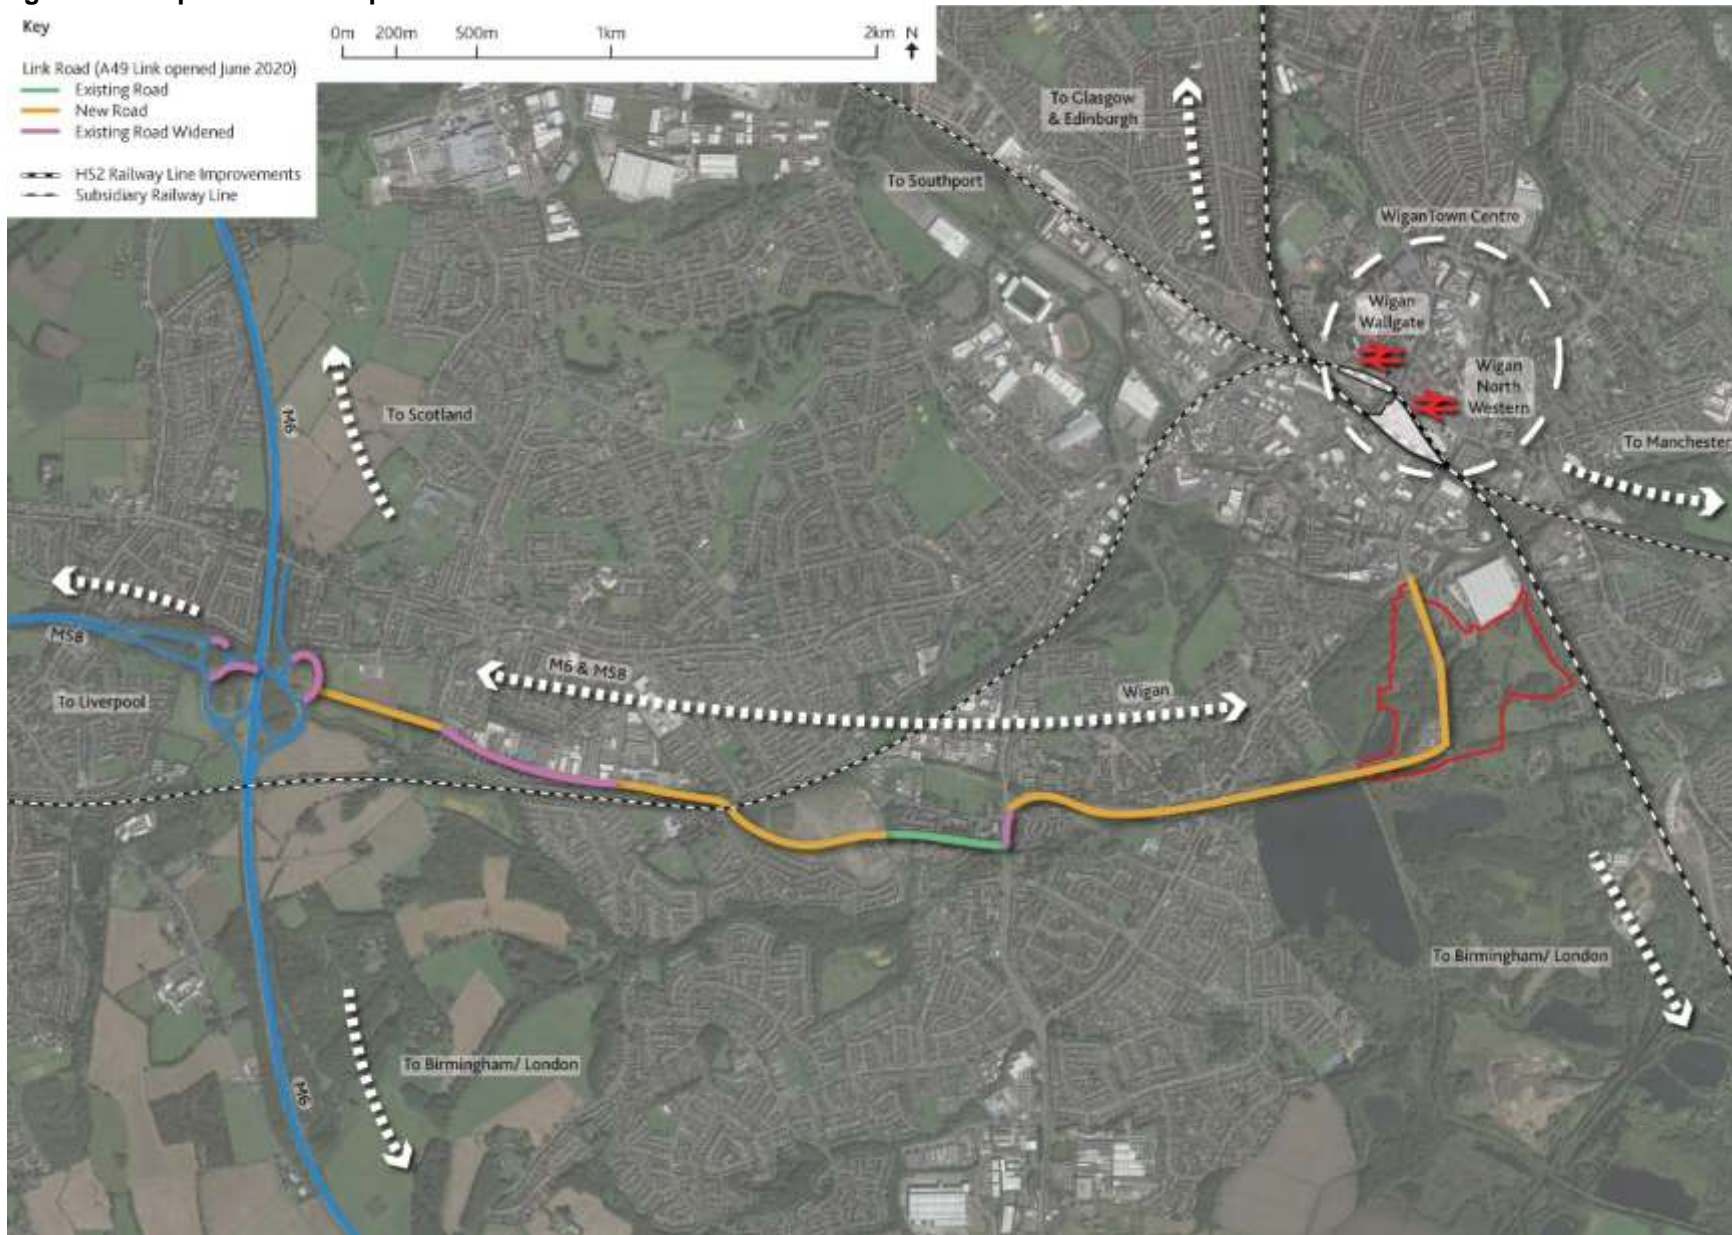 Key
0m 200m 500m 1km 2km N
Link Road (A49 Link opened June 2020)
Existing Road
New Road
Existing Road Widened
HS2 Railway Line Improvements
Subsidiary Railway Line
To Glasgow
& Edinburgh
To Southport
WiganTown Centre
Wigan
Wallgate
Wigan
North
Western
To Manchester
M6
To Scotland
M58
To Liverpool
M6 & M58
Wigan
To Birmingham/ London
To Birmingham/ London
M6